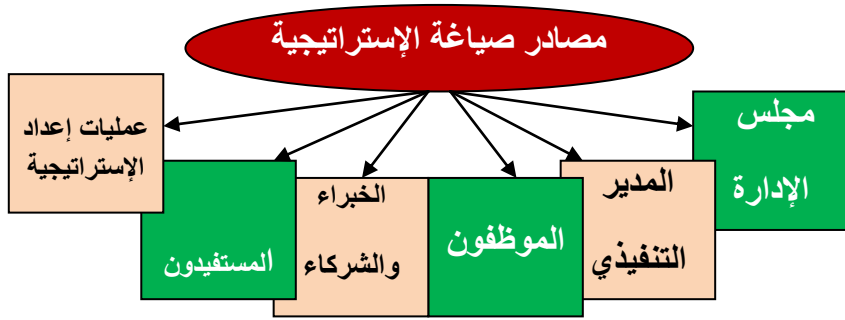 مصادر صياغة الإستراتيجية
مجلس
الإدارة
المدير
التنفيذي
الموظفون
الخبراء
والشركاء
المستفيدون
عمليات إعداد
الإستراتيجية